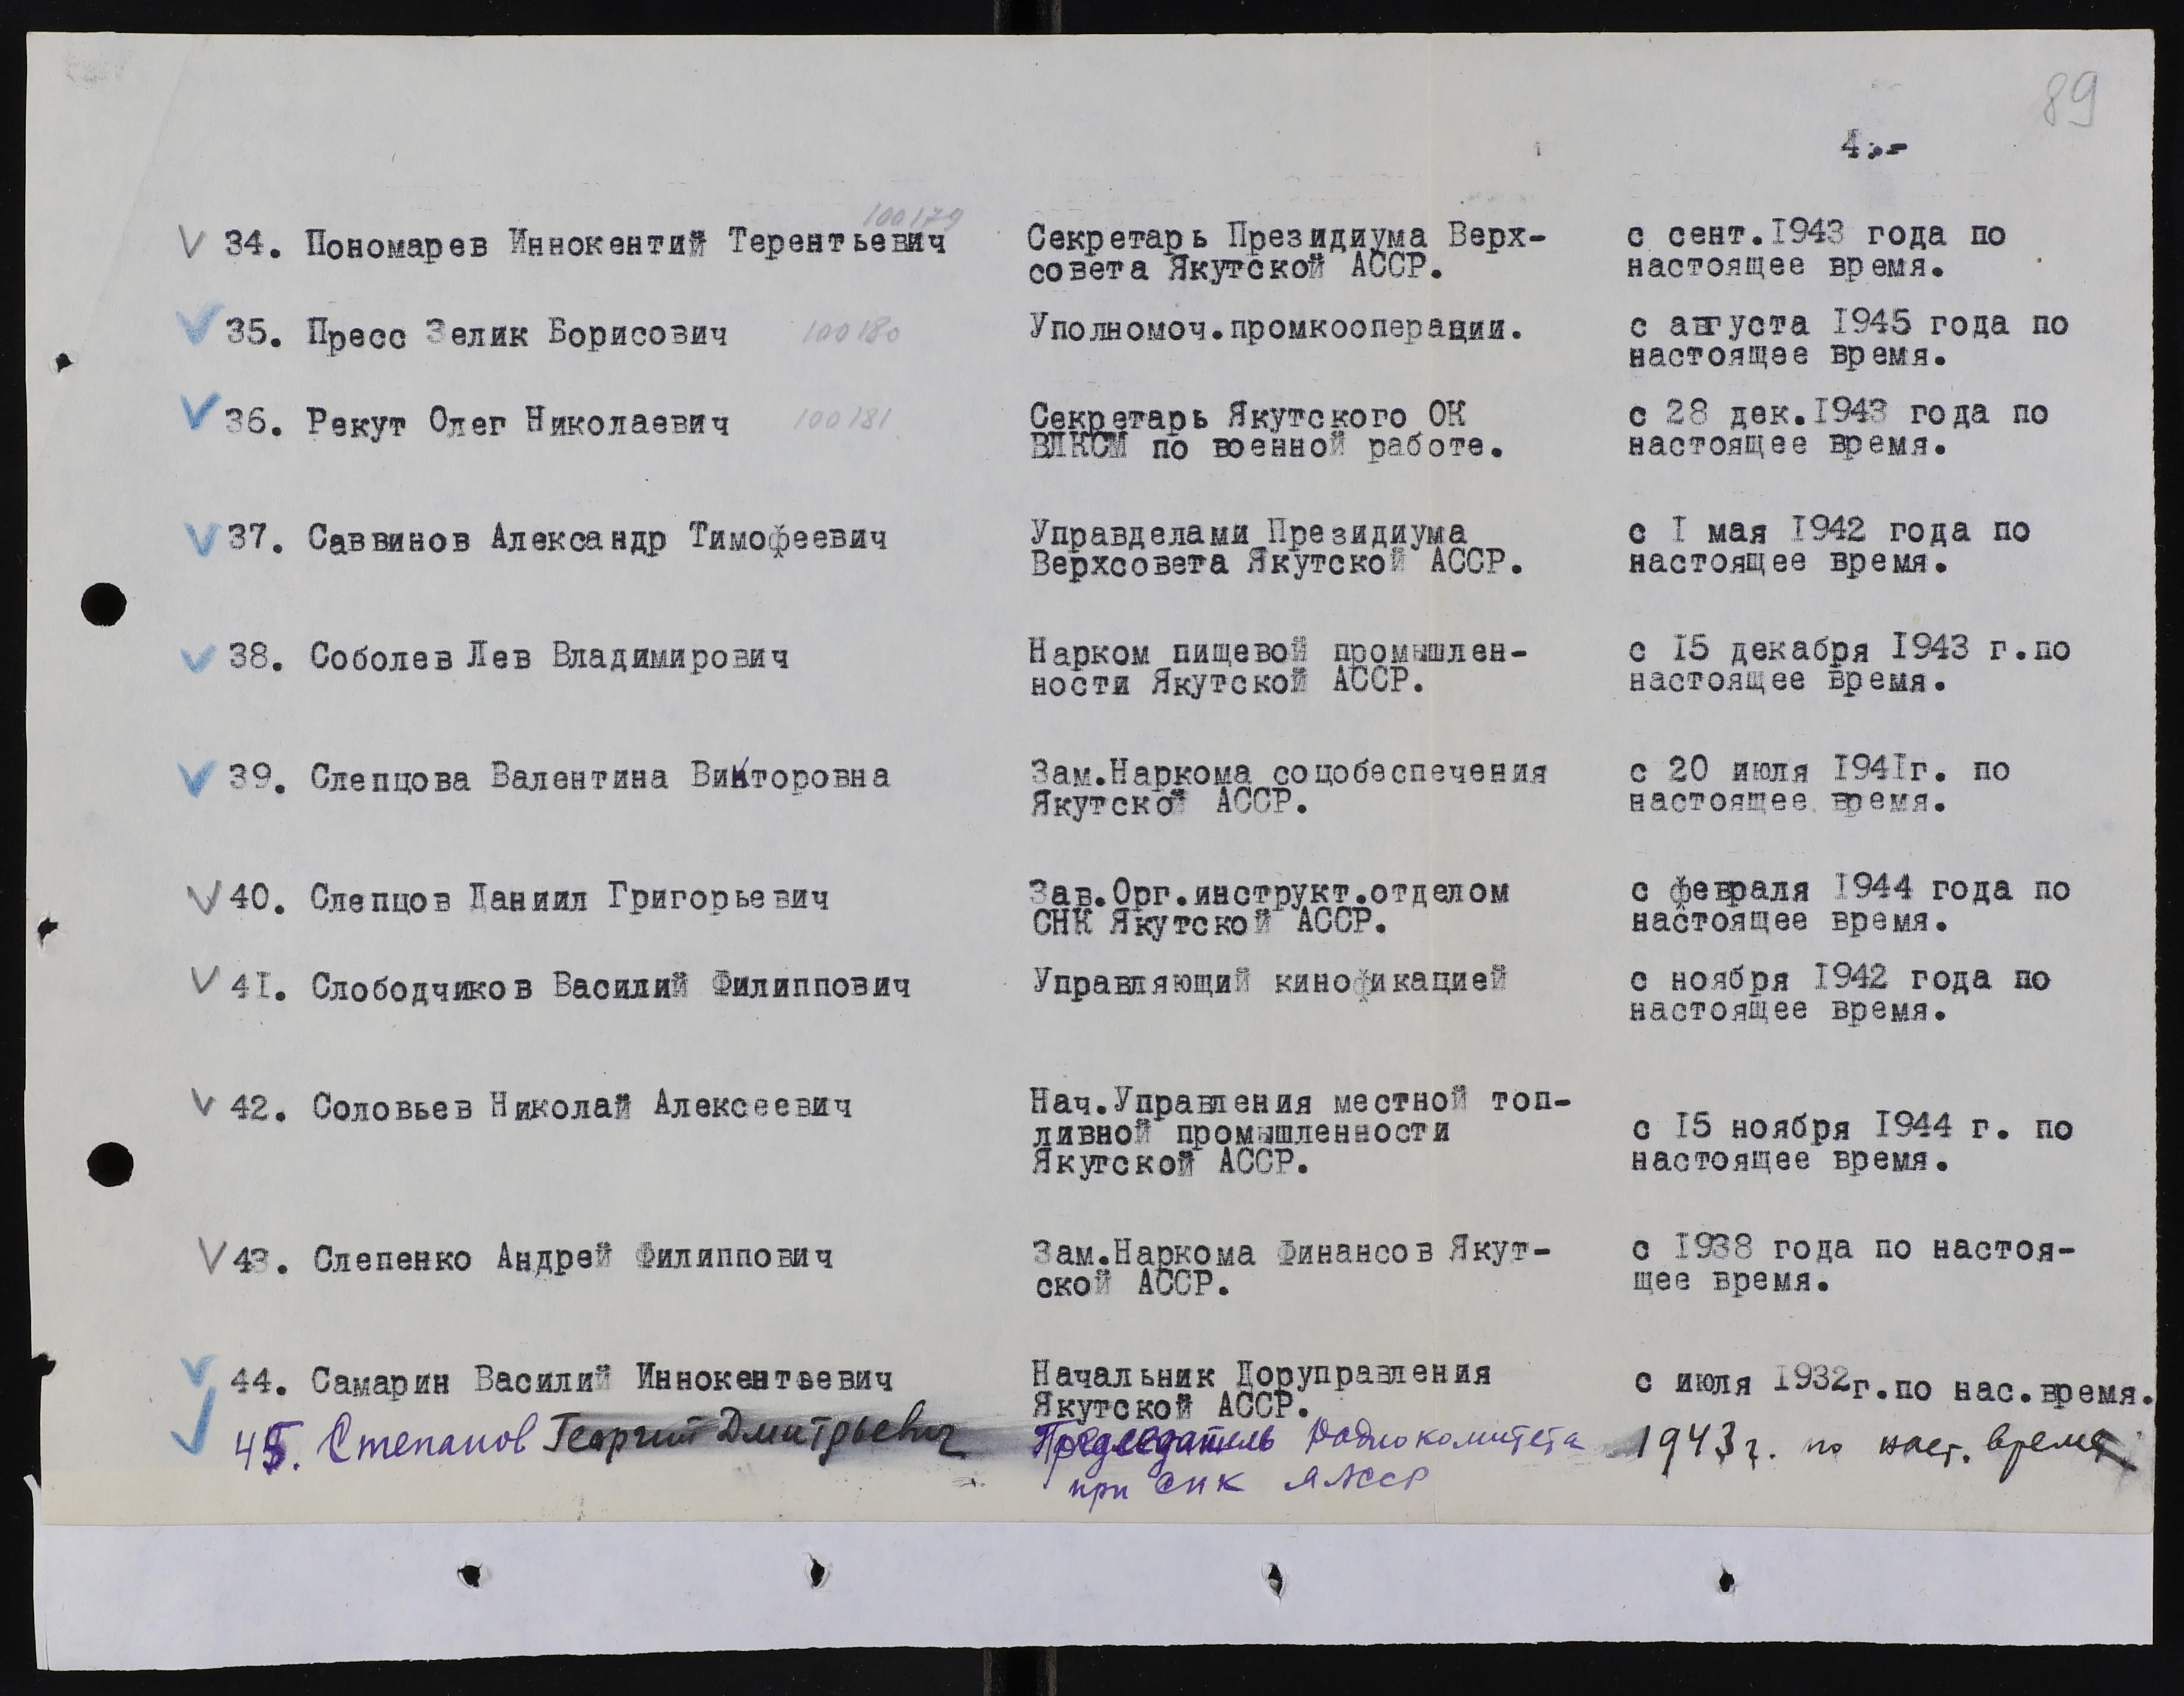 89
4.-
100179
34. Пономарев Иннокентий Терентьевич Секретарь Президиума Верх- с сент.1943 года по
совета Якутской АССР. настоящее время.
35. Пресс Зелик Борисович 100180 Уполномоч.промкооперации. с августа 1945 года по
настоящее время.
36. Рекут Олег Николаевич 100181 Секретарь Якутского ОК с 28 дек.1943 года по
ВЛКСМ по военной работе. настоящее время.
37. Саввинов Александр Тимофеевич Управделами Президиума с 1 мая 1942 года по
Верхсовета Якутской АССР. настоящее время.
38. Соболев Лев Владимирович Нарком пищевой промышлен- с 15 декабря 1943 г.по
ности Якутской АССР. настоящее время.
39. Слепцова Валентина Викторовна Зам.Наркома соцобеспечения с 20 июля 1941г. по
Якутской АССР. настоящее время.
40. Слепцов Даниил Григорьевич Зав.Орг.инструкт.отделом с февраля 1944 года по
СНК Якутской АССР. настоящее время.
41. Слободчиков Василий Филиппович Управляющий кинофикацией с ноября 1942 года по
настоящее время.
42. Соловьев Николай Алексеевич Нач.Управления местной топ-
ливной промышленности с 15 ноября 1944 г. по
Якутской АССР. настоящее время.
43. Слепенко Андрей Филиппович Зам.Наркома Финансов Якут- с 1938 года по настоя-
ской АССР. щее время.
44. Самарин Василий Иннокентьевич Начальник Доруправления с июля 1932г.по нас.время.
Якутской АССР.
45. Степанов Георгий Дмитрьевич Председатель Радиокомитета 1943 г. по наст. время
при СНК ЯАССР